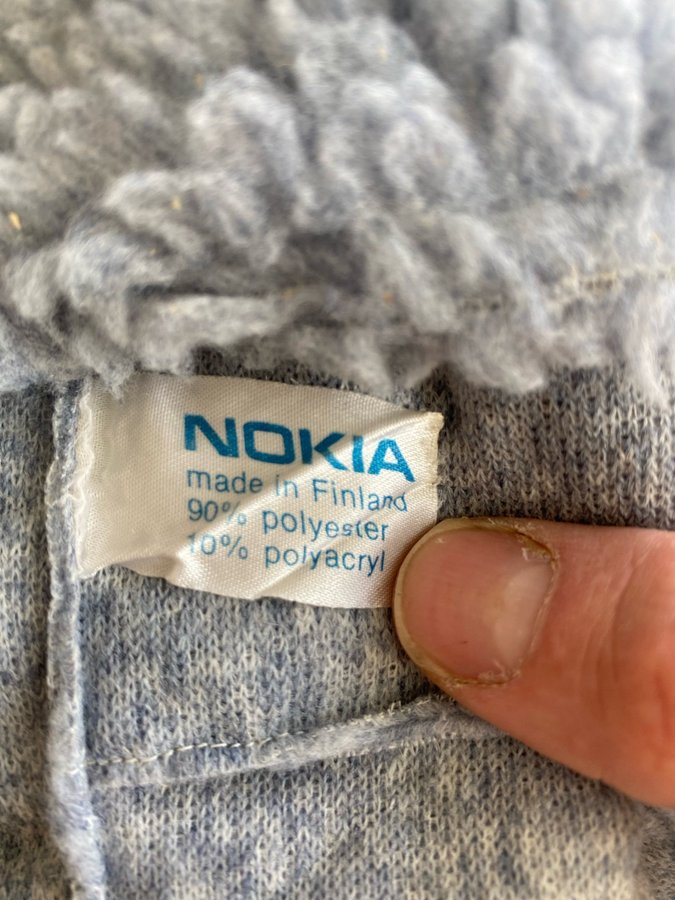 NOKIA
made in Finland
90% polyester
10% polyacryl